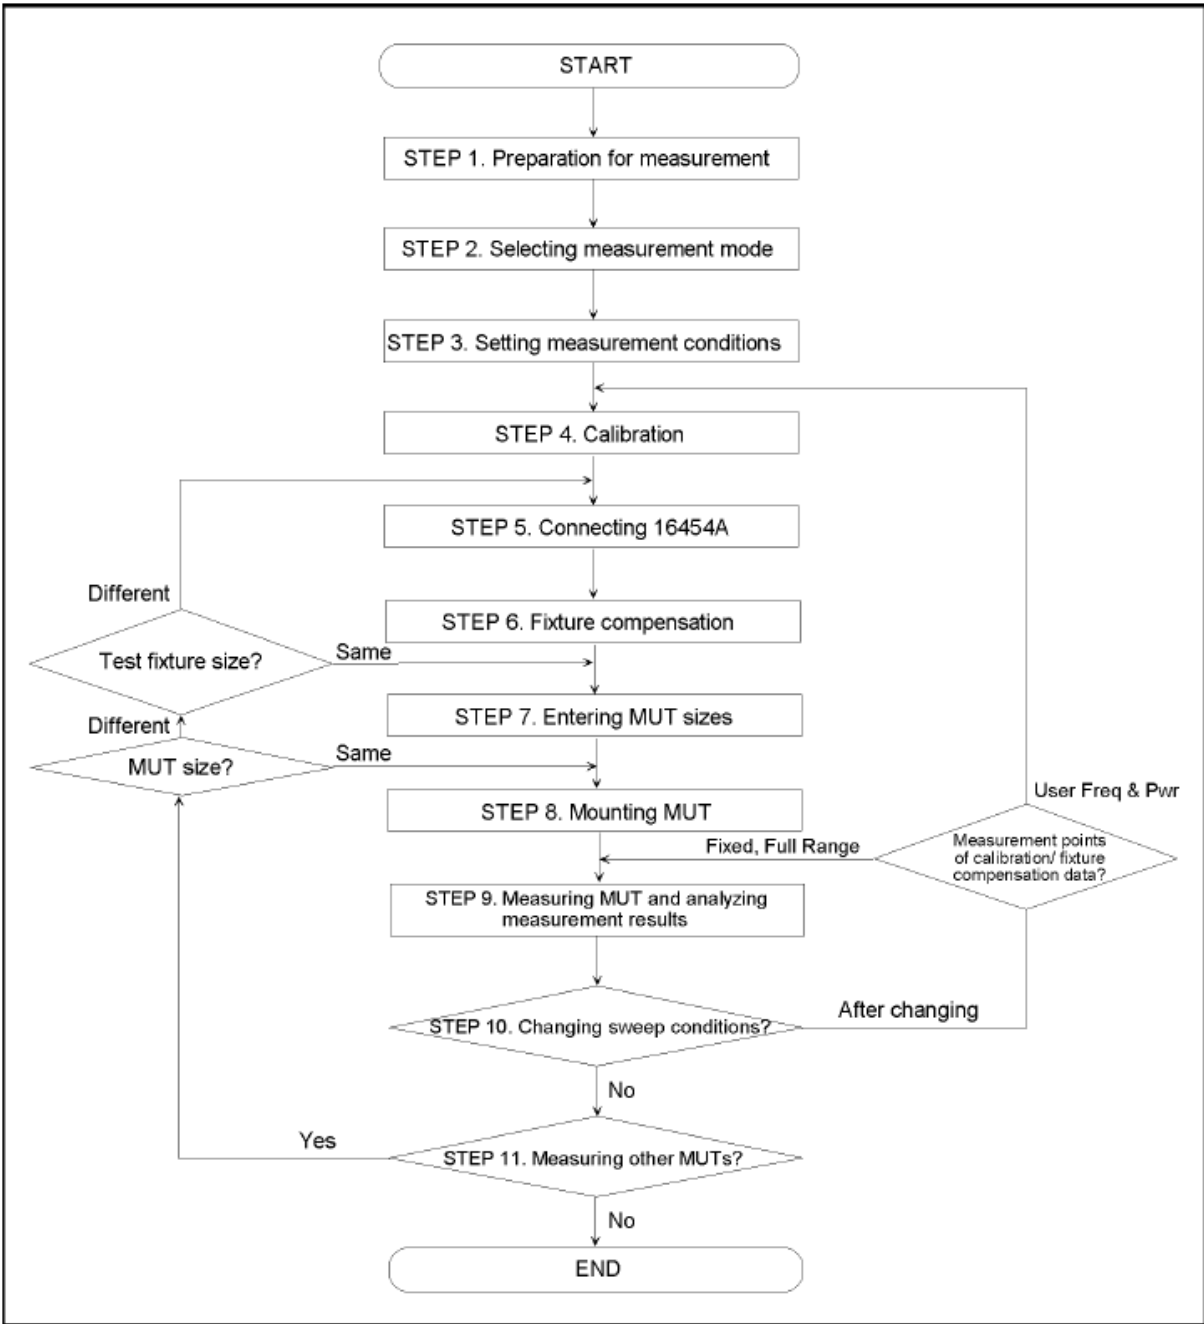 START
STEP 1. Preparation for measurement
STEP 2. Selecting measurement mode
STEP 3. Setting measurement conditions
STEP 4. Calibration
STEP 5. Connecting 16454A
Different
STEP 6. Fixture compensation
Test fixture size?
Same
Different
STEP 7. Entering MUT sizes
MUT size?
Same
User Freq & Pwr
STEP 8. Mounting MUT
Fixed, Full Range
Measurement points
of calibration/ fixture
compensation data?
STEP 9. Measuring MUT and analyzing
measurement results
STEP 10. Changing sweep conditions?
After changing
No
Yes
STEP 11. Measuring other MUTs?
No
END